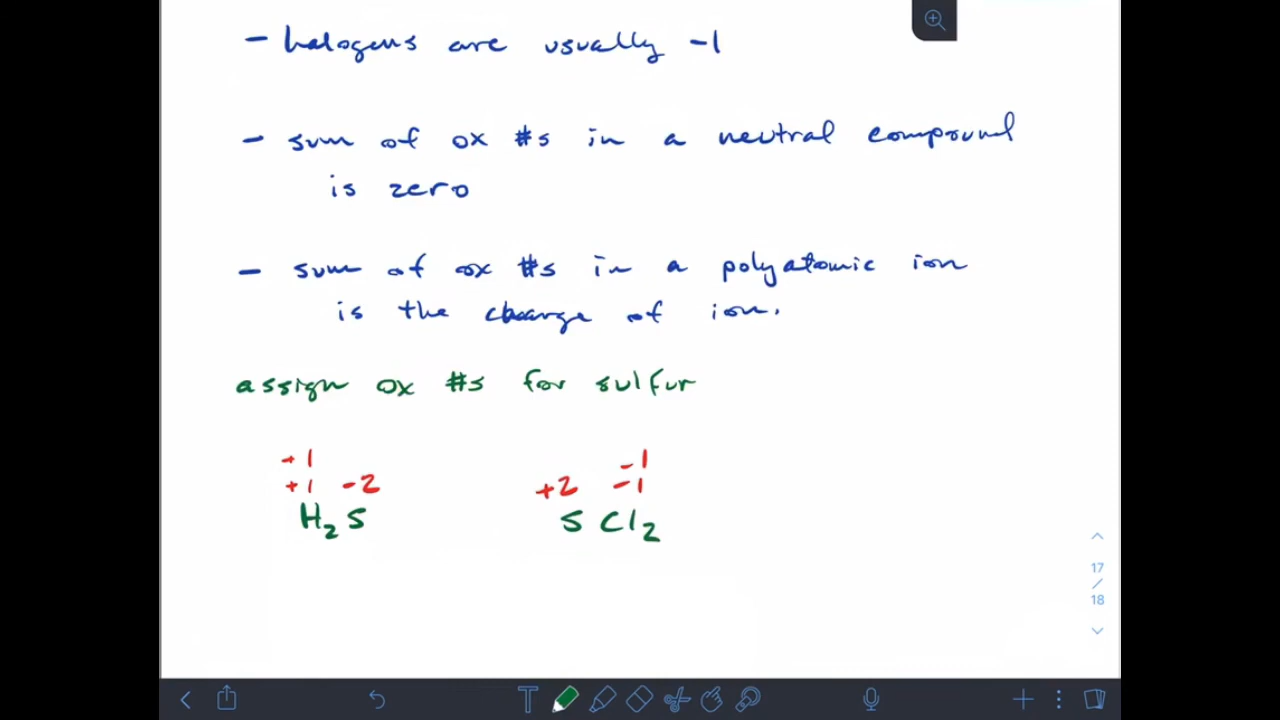 - halogens are usually -1
- sum of ox #s in a neutral compound
is zero
- sum of ox #s in a polyatomic ion
is the charge of ion.
assign ox #s for sulfur
+1 -1
+1 -2 +2 -1
H₂S SCl₂
17
/
18
T